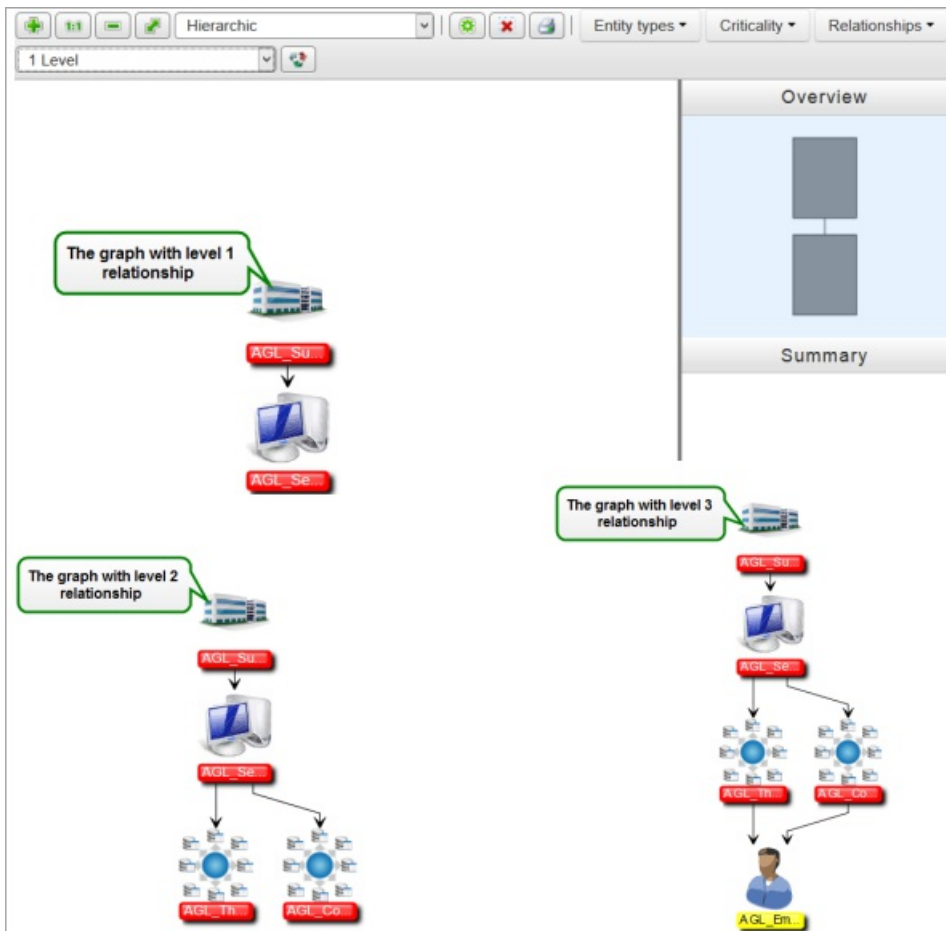 1:1
Hierarchic
Entity types
Criticality
Relationships
1 Level
Overview
Summary
The graph with level 1
relationship
AGL_Su...
AGL_Se...
The graph with level 3
relationship
AGL_Su...
AGL_Se...
AGL_Th...
AGL_Co...
AGL_Em...
The graph with level 2
relationship
AGL_Su...
AGL_Se...
AGL_Th...
AGL_Co...